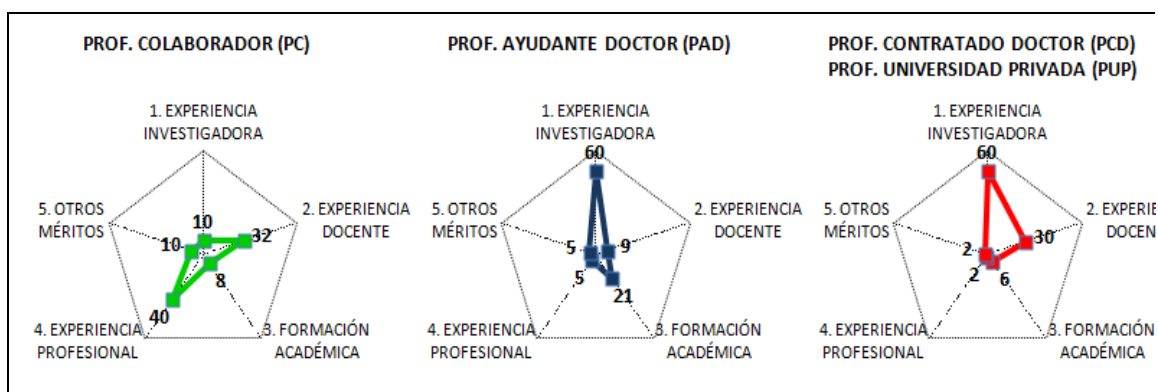 PROF. COLABORADOR (PC)
1. EXPERIENCIA
INVESTIGADORA
10
2. EXPERIENCIA
DOCENTE
32
3. FORMACIÓN
ACADÉMICA
8
4. EXPERIENCIA
PROFESIONAL
40
5. OTROS
MÉRITOS
10
PROF. AYUDANTE DOCTOR (PAD)
1. EXPERIENCIA
INVESTIGADORA
60
2. EXPERIENCIA
DOCENTE
9
3. FORMACIÓN
ACADÉMICA
21
4. EXPERIENCIA
PROFESIONAL
5
5. OTROS
MÉRITOS
5
PROF. CONTRATADO DOCTOR (PCD)
PROF. UNIVERSIDAD PRIVADA (PUP)
1. EXPERIENCIA
INVESTIGADORA
60
2. EXPERIE
DOCEN
30
3. FORMACIÓN
ACADÉMICA
6
4. EXPERIENCIA
PROFESIONAL
2
5. OTROS
MÉRITOS
2